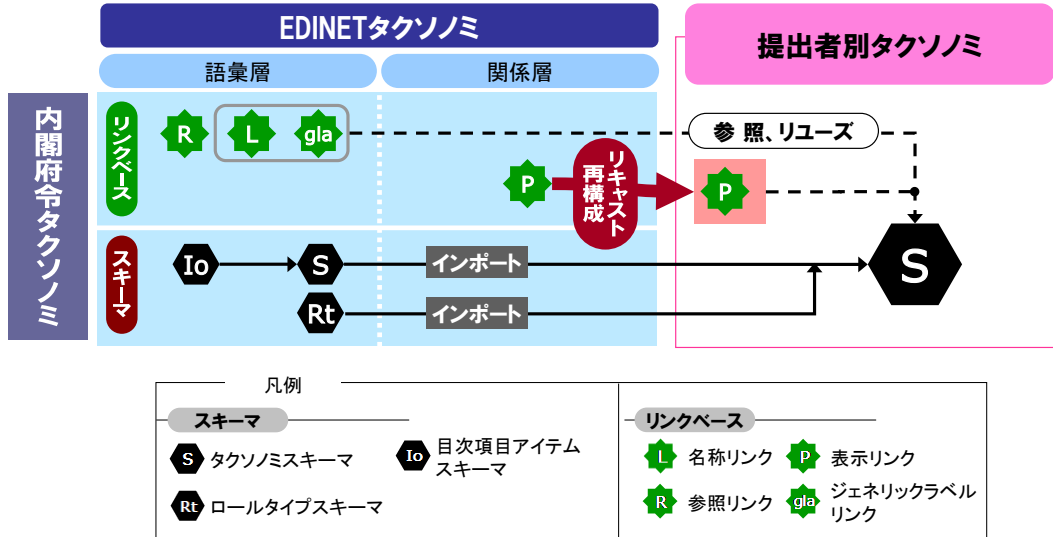 EDINETタクソノミ
提出者別タクソノミ
語彙層
関係層
内閣府令タクソノミ
リンクベース
R
L
gla
参 照、リユーズ
P
リキャスト
再構成
P
スキーマ
Io
S
インポート
S
Rt
インポート
凡例
スキーマ
リンクベース
S タクソノミスキーマ
Io 目次項目アイテム
スキーマ
L 名称リンク
P 表示リンク
Rt ロールタイプスキーマ
R 参照リンク
gla ジェネリックラベル
リンク